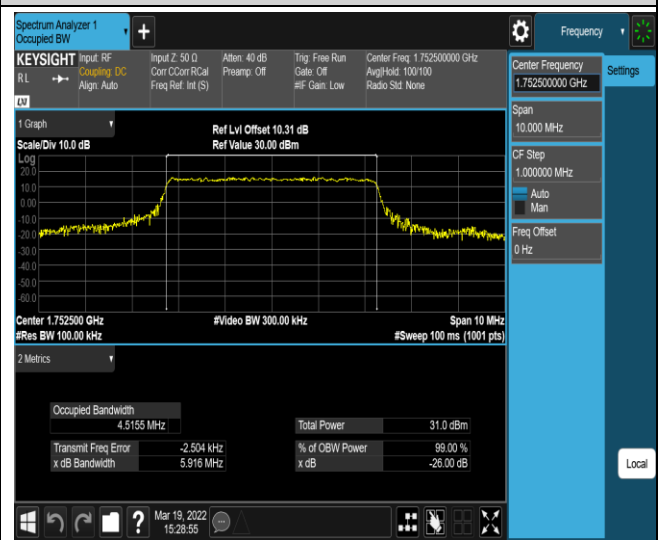 Spectrum Analyzer 1
Occupied BW
Frequency
KEYSIGHT
RL
LXI
Input: RF
Coupling: DC
Align: Auto
Input Z: 50 Ω
Corr CCorr RCal
Freq Ref: Int (S)
Atten: 40 dB
Preamp: Off
Trig: Free Run
Gate: Off
#IF Gain: Low
Center Freq: 1.752500000 GHz
Avg|Hold: 100/100
Radio Std: None
Center Frequency
1.752500000 GHz
Settings
Span
10.000 MHz
CF Step
1.000000 MHz
Auto
Man
Freq Offset
0 Hz
1 Graph
Scale/Div 10.0 dB
Ref Lvl Offset 10.31 dB
Ref Value 30.00 dBm
Log
20.0
10.0
0.00
-10.0
-20.0
-30.0
-40.0
-50.0
-60.0
Center 1.752500 GHz
#Video BW 300.00 kHz
Span 10 MHz
#Res BW 100.00 kHz
#Sweep 100 ms (1001 pts)
2 Metrics
Occupied Bandwidth
4.5155 MHz
Total Power 31.0 dBm
Transmit Freq Error -2.504 kHz
% of OBW Power 99.00 %
x dB Bandwidth 5.916 MHz
x dB -26.00 dB
Local
?
Mar 19, 2022
15:28:55